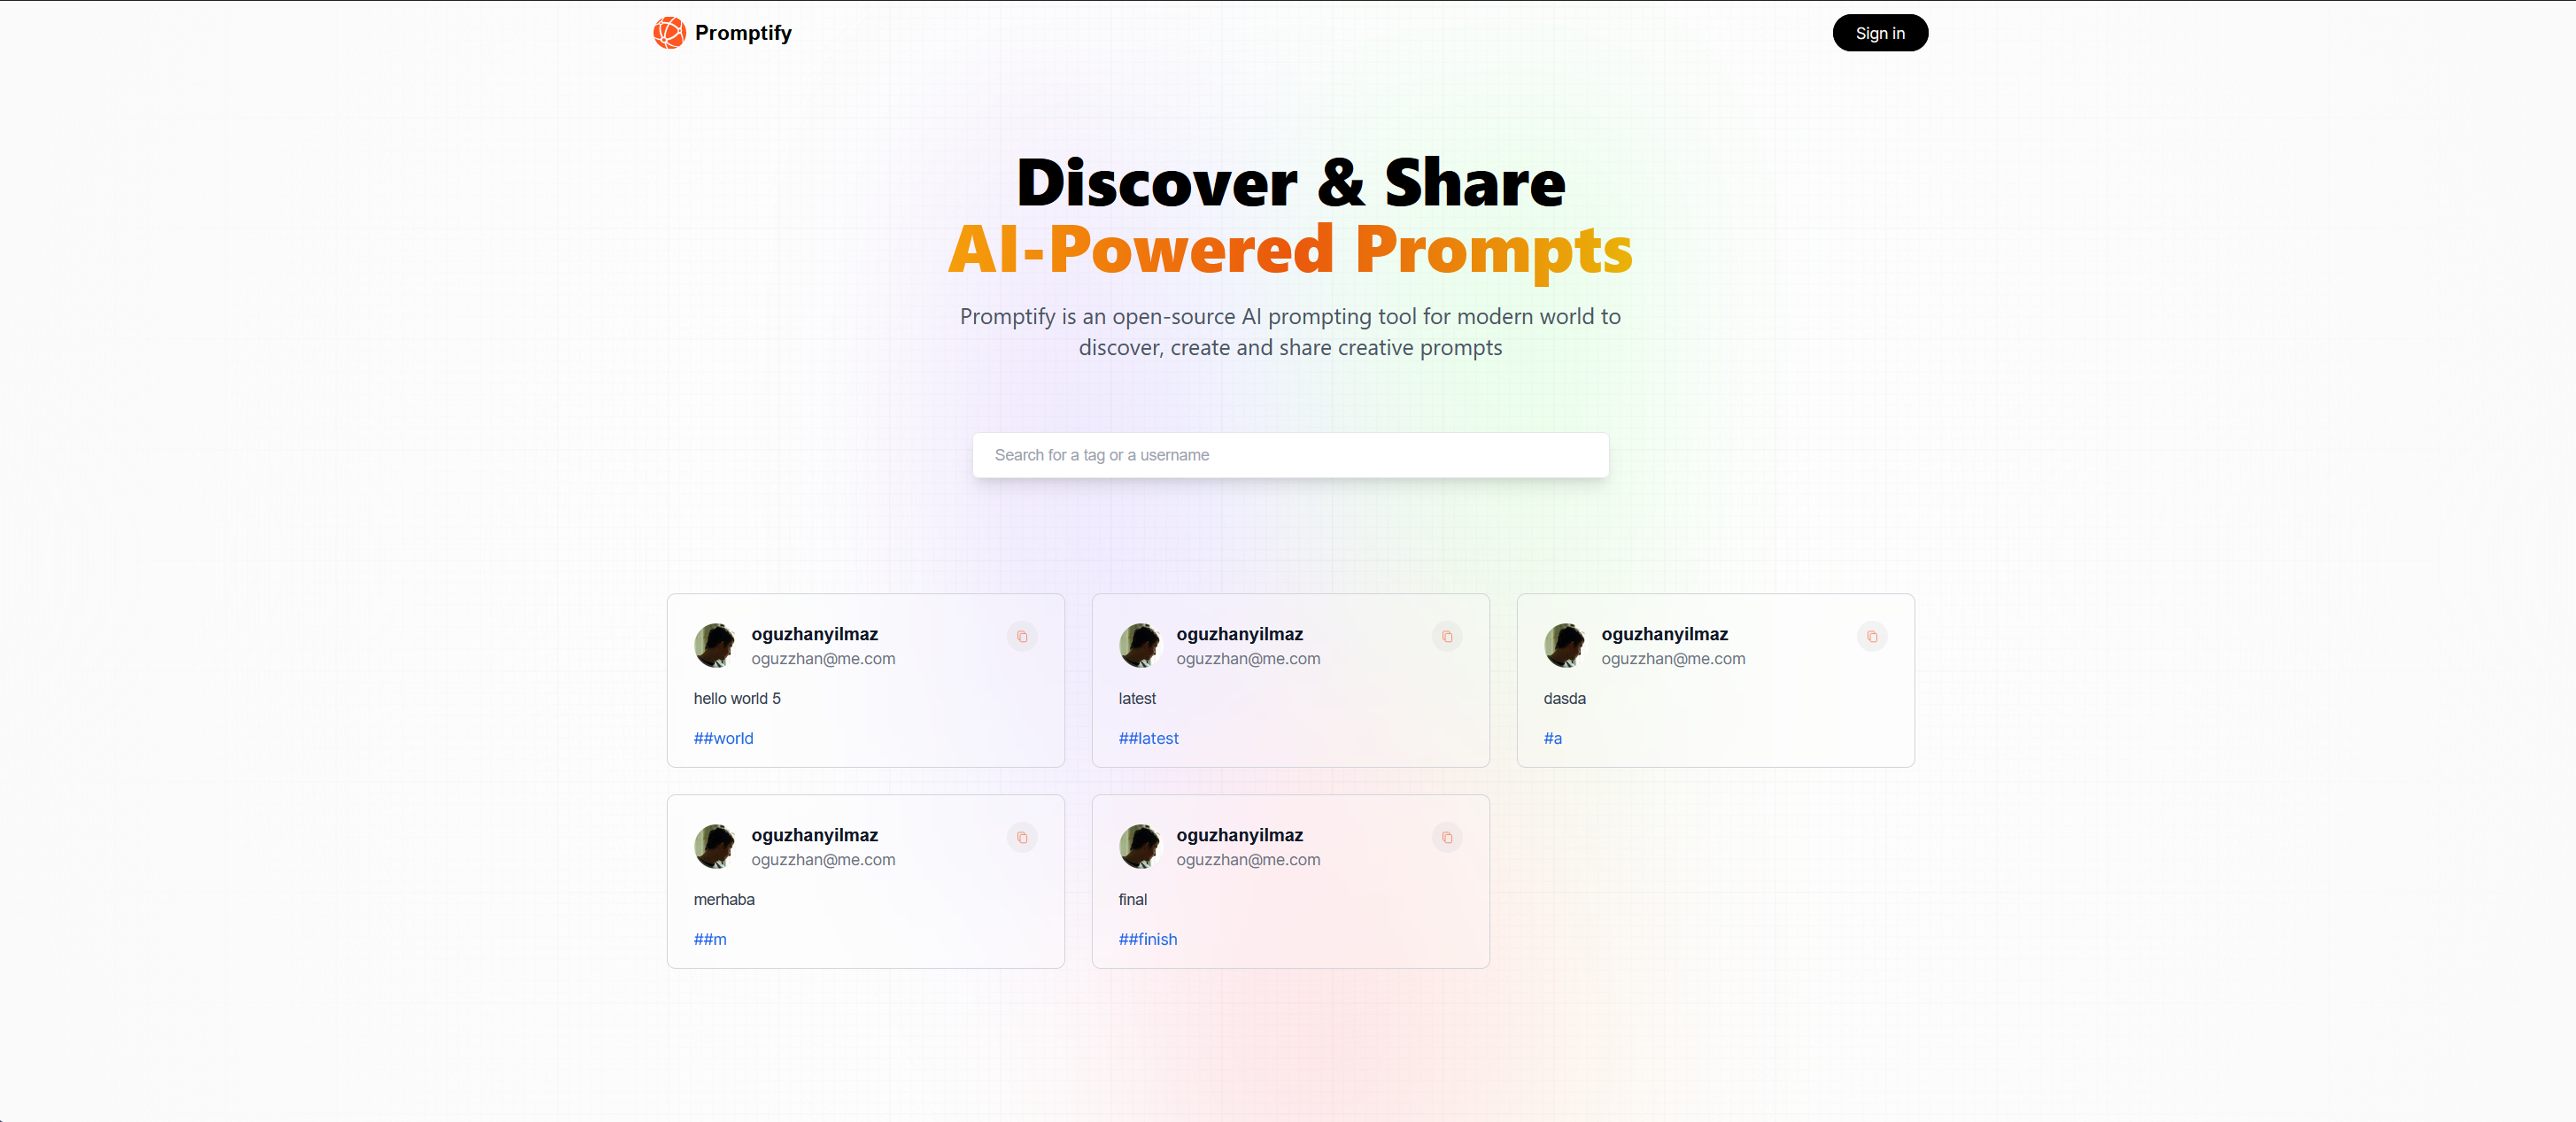 Promptify
Sign in
Discover & Share
AI-Powered Prompts
Promptify is an open-source AI prompting tool for modern world to
discover, create and share creative prompts
Search for a tag or a username
oguzhanyilmaz
oguzzhan@me.com
hello world 5
##world
oguzhanyilmaz
oguzzhan@me.com
latest
##latest
oguzhanyilmaz
oguzzhan@me.com
dasda
#a
oguzhanyilmaz
oguzzhan@me.com
merhaba
##m
oguzhanyilmaz
oguzzhan@me.com
final
##finish